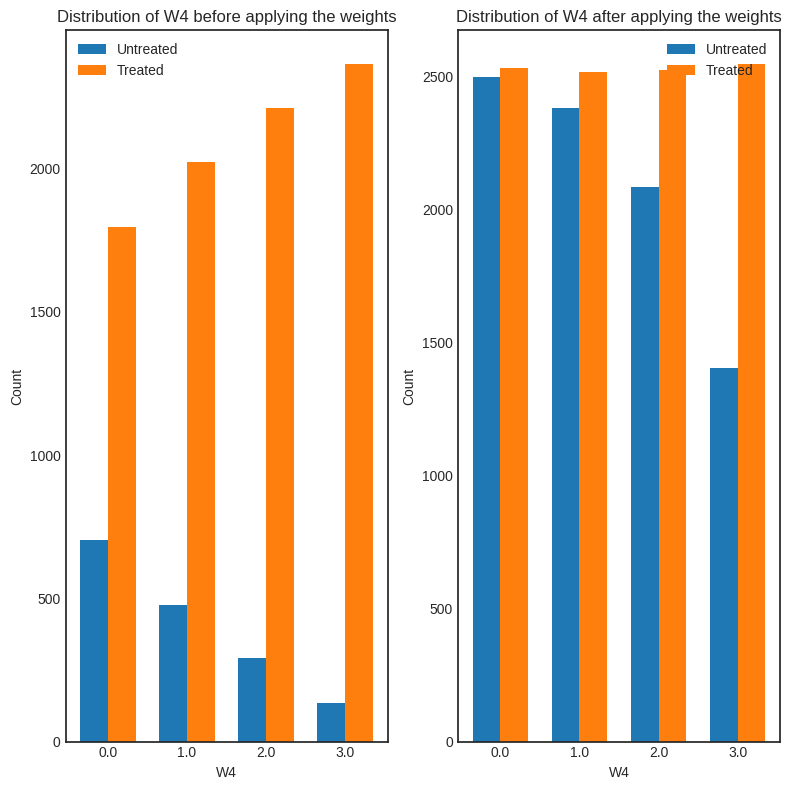 Distribution of W4 before applying the weights
Untreated
Treated
2000
1500
1000
500
0
Count
0.0 1.0 2.0 3.0
W4
Distribution of W4 after applying the weights
Untreated
Treated
2500
2000
1500
1000
500
0
Count
0.0 1.0 2.0 3.0
W4